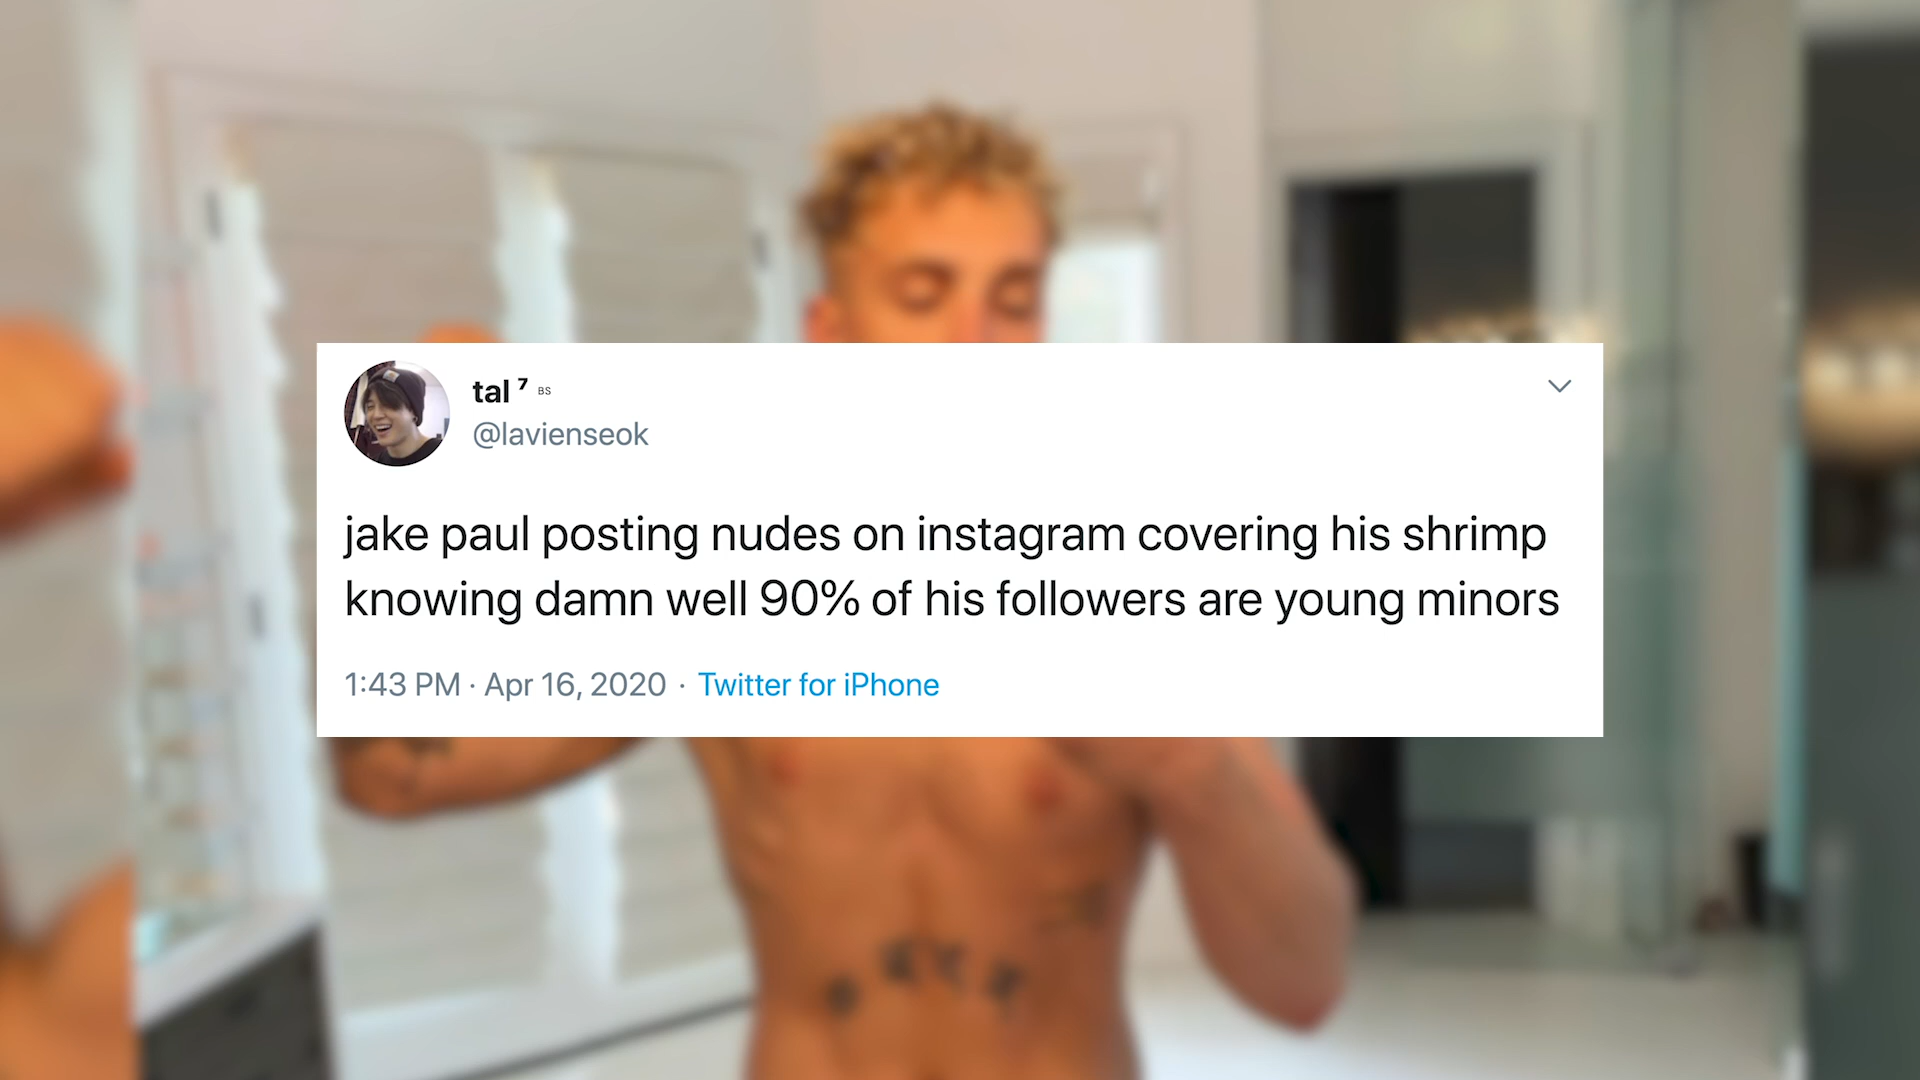 tal ⁷ BS
@lavienseok
jake paul posting nudes on instagram covering his shrimp
knowing damn well 90% of his followers are young minors
1:43 PM · Apr 16, 2020 · Twitter for iPhone